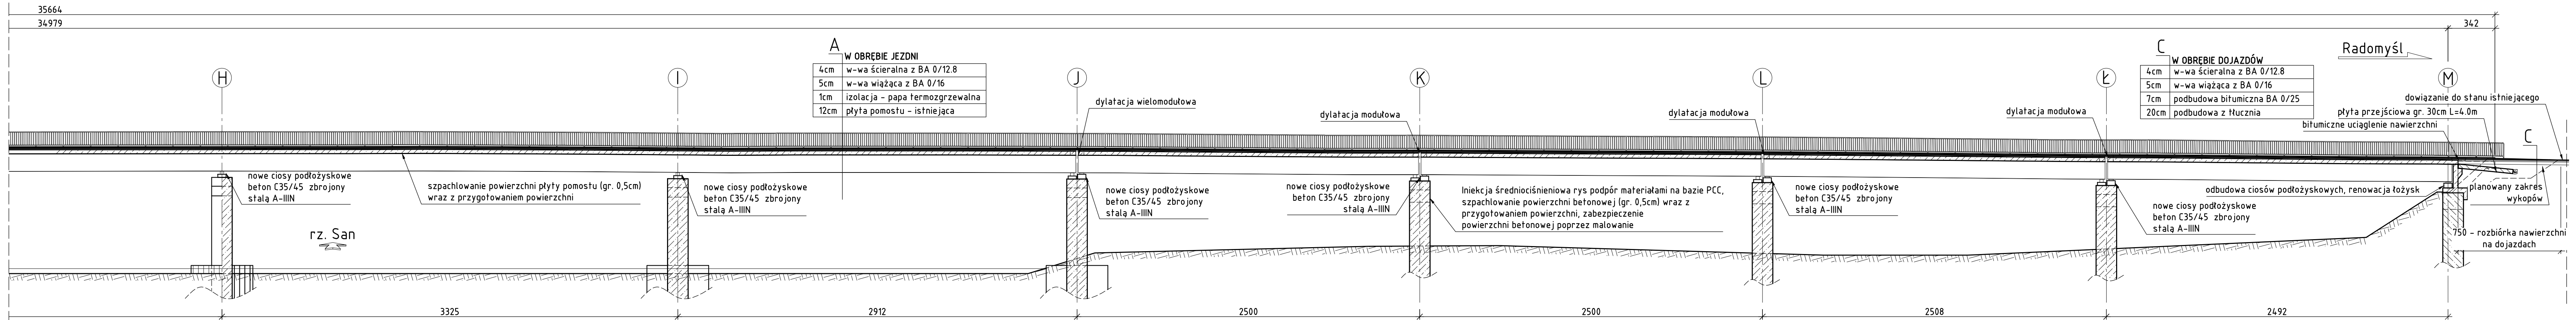 35664
34979
342
A
W OBRĘBIE JEZDNI
4cm w-wa ścieralna z BA 0/12.8
5cm w-wa wiążąca z BA 0/16
1cm izolacja - papa termozgrzewalna
12cm płyta pomostu - istniejąca
C
W OBRĘBIE DOJAZDÓW
4cm w-wa ścieralna z BA 0/12.8
5cm w-wa wiążąca z BA 0/16
7cm podbudowa bitumiczna BA 0/25
20cm podbudowa z tłucznia
Radomyśl
H
I
J
K
L
Ł
M
dylatacja wielomodułowa
dylatacja modułowa
dylatacja modułowa
dylatacja modułowa
dowiązanie do stanu istniejącego
płyta przejściowa gr. 30cm L=4.0m
bitumiczne uciąglenie nawierzchni
C
nowe ciosy podłożyskowe
beton C35/45 zbrojony
stalą A-IIIN
szpachlowanie powierzchni płyty pomostu (gr. 0,5cm)
wraz z przygotowaniem powierzchni
nowe ciosy podłożyskowe
beton C35/45 zbrojony
stalą A-IIIN
nowe ciosy podłożyskowe
beton C35/45 zbrojony
stalą A-IIIN
nowe ciosy podłożyskowe
beton C35/45 zbrojony
stalą A-IIIN
Iniekcja średniociśnieniowa rys podpór materiałami na bazie PCC,
szpachlowanie powierzchni betonowej (gr. 0,5cm) wraz z
przygotowaniem powierzchni, zabezpieczenie
powierzchni betonowej poprzez malowanie
nowe ciosy podłożyskowe
beton C35/45 zbrojony
stalą A-IIIN
nowe ciosy podłożyskowe
beton C35/45 zbrojony
stalą A-IIIN
odbudowa ciosów podłożyskowych, renowacja łożysk
planowany zakres
wykopów
750 - rozbiórka nawierzchni
na dojazdach
rz. San
3325
2912
2500
2500
2508
2492